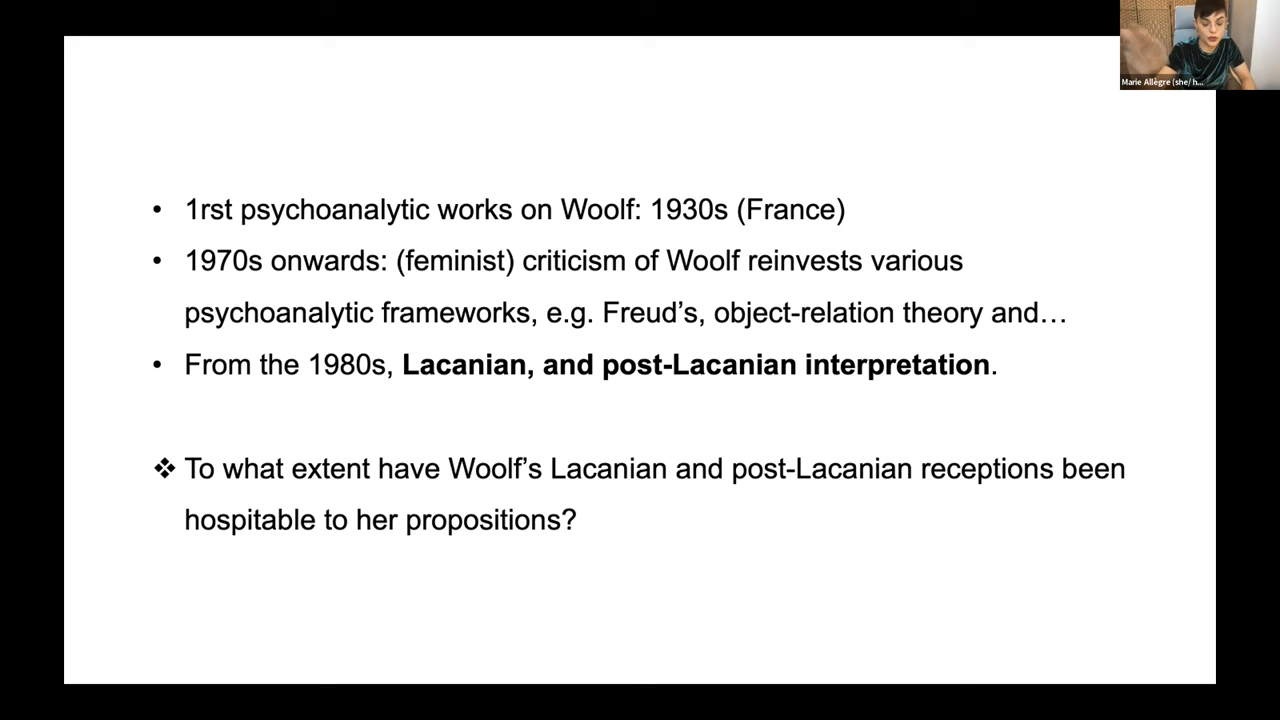 Marie Allègre (she/ h...
• 1rst psychoanalytic works on Woolf: 1930s (France)
• 1970s onwards: (feminist) criticism of Woolf reinvests various
psychoanalytic frameworks, e.g. Freud’s, object-relation theory and…
• From the 1980s, Lacanian, and post-Lacanian interpretation.
❖ To what extent have Woolf’s Lacanian and post-Lacanian receptions been
hospitable to her propositions?